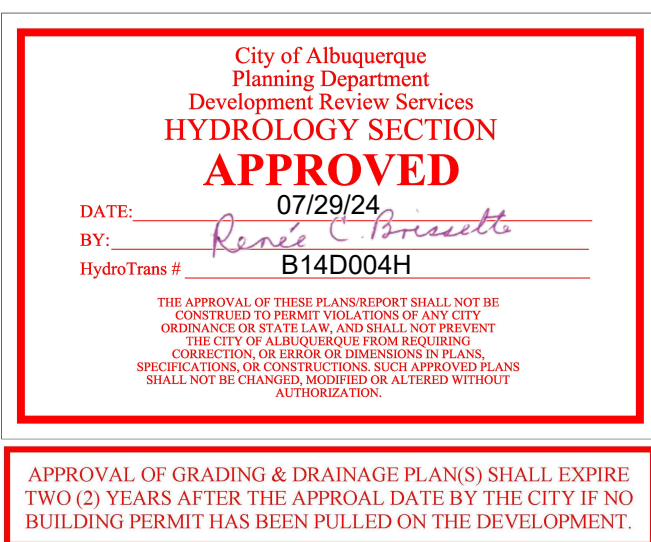 City of Albuquerque
Planning Department
Development Review Services
HYDROLOGY SECTION
APPROVED
DATE: 07/29/24
BY: Renée C. Brissette
HydroTrans # B14D004H
THE APPROVAL OF THESE PLANS/REPORT SHALL NOT BE
CONSTRUED TO PERMIT VIOLATIONS OF ANY CITY
ORDINANCE OR STATE LAW, AND SHALL NOT PREVENT
THE CITY OF ALBUQUERQUE FROM REQUIRING
CORRECTION, OR ERROR OR DIMENSIONS IN PLANS,
SPECIFICATIONS, OR CONSTRUCTIONS. SUCH APPROVED PLANS
SHALL NOT BE CHANGED, MODIFIED OR ALTERED WITHOUT
AUTHORIZATION.
APPROVAL OF GRADING & DRAINAGE PLAN(S) SHALL EXPIRE
TWO (2) YEARS AFTER THE APPROAL DATE BY THE CITY IF NO
BUILDING PERMIT HAS BEEN PULLED ON THE DEVELOPMENT.